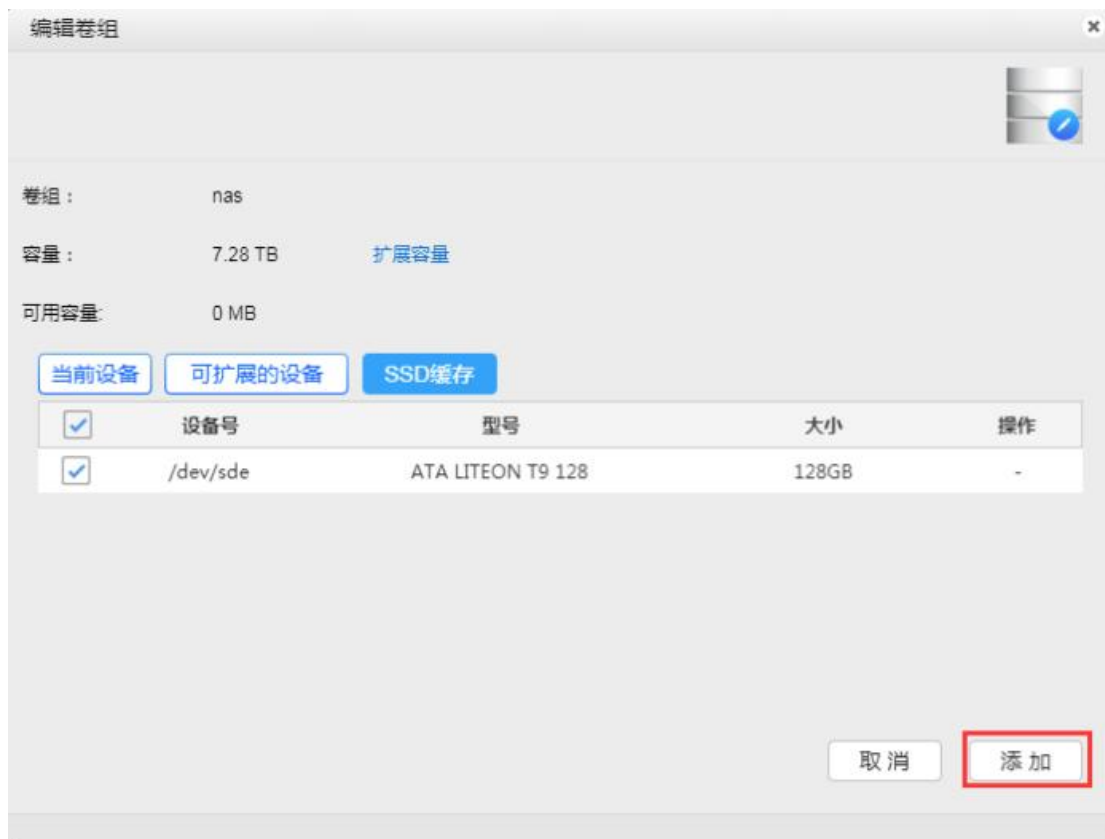 编辑卷组
卷组： nas
容量： 7.28 TB 扩展容量
可用容量: 0 MB
当前设备 可扩展的设备 SSD缓存
设备号 型号 大小 操作
/dev/sde ATA LITEON T9 128 128GB -
取消 添加